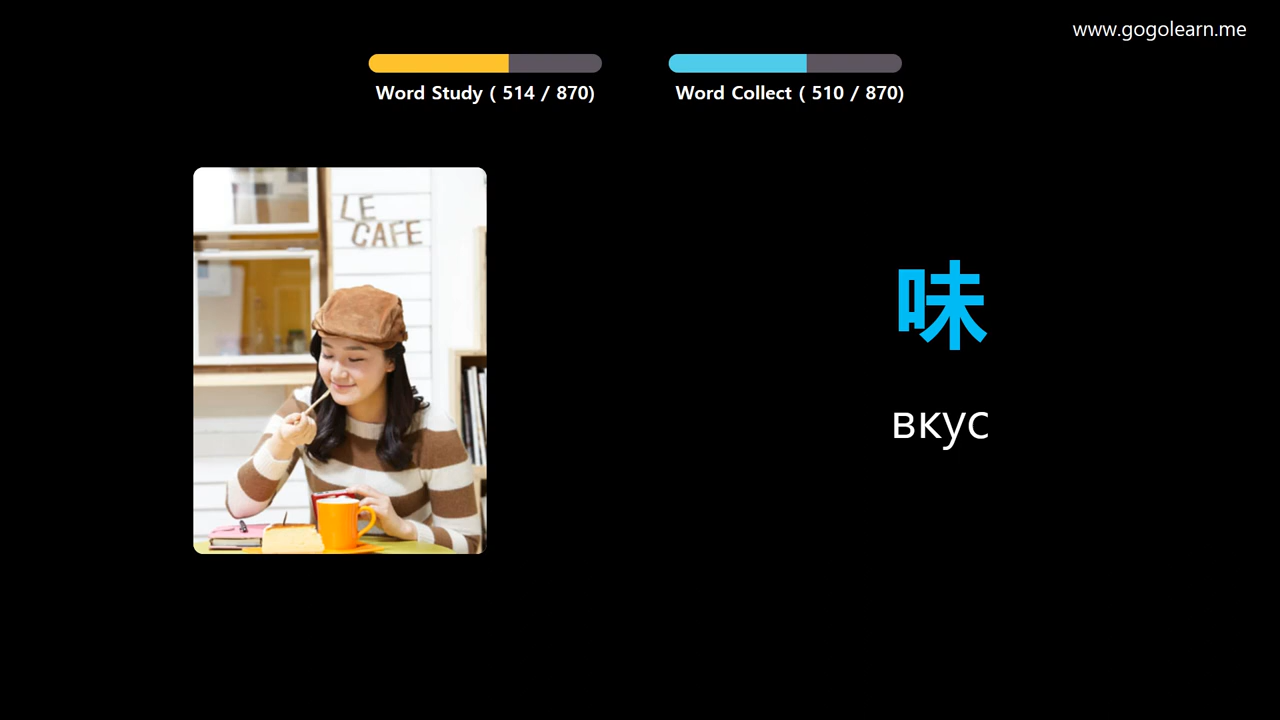 www.gogolearn.me
Word Study ( 514 / 870)
Word Collect ( 510 / 870)
LE
CAFE
味
вкус